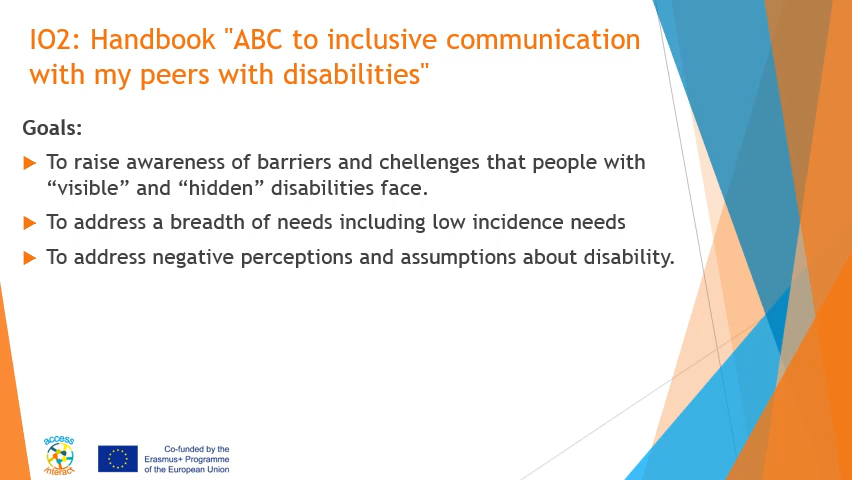 IO2: Handbook "ABC to inclusive communication
with my peers with disabilities"
Goals:
To raise awareness of barriers and chellenges that people with
“visible” and “hidden” disabilities face.
To address a breadth of needs including low incidence needs
To address negative perceptions and assumptions about disability.
access
interact
Co-funded by the
Erasmus+ Programme
of the European Union